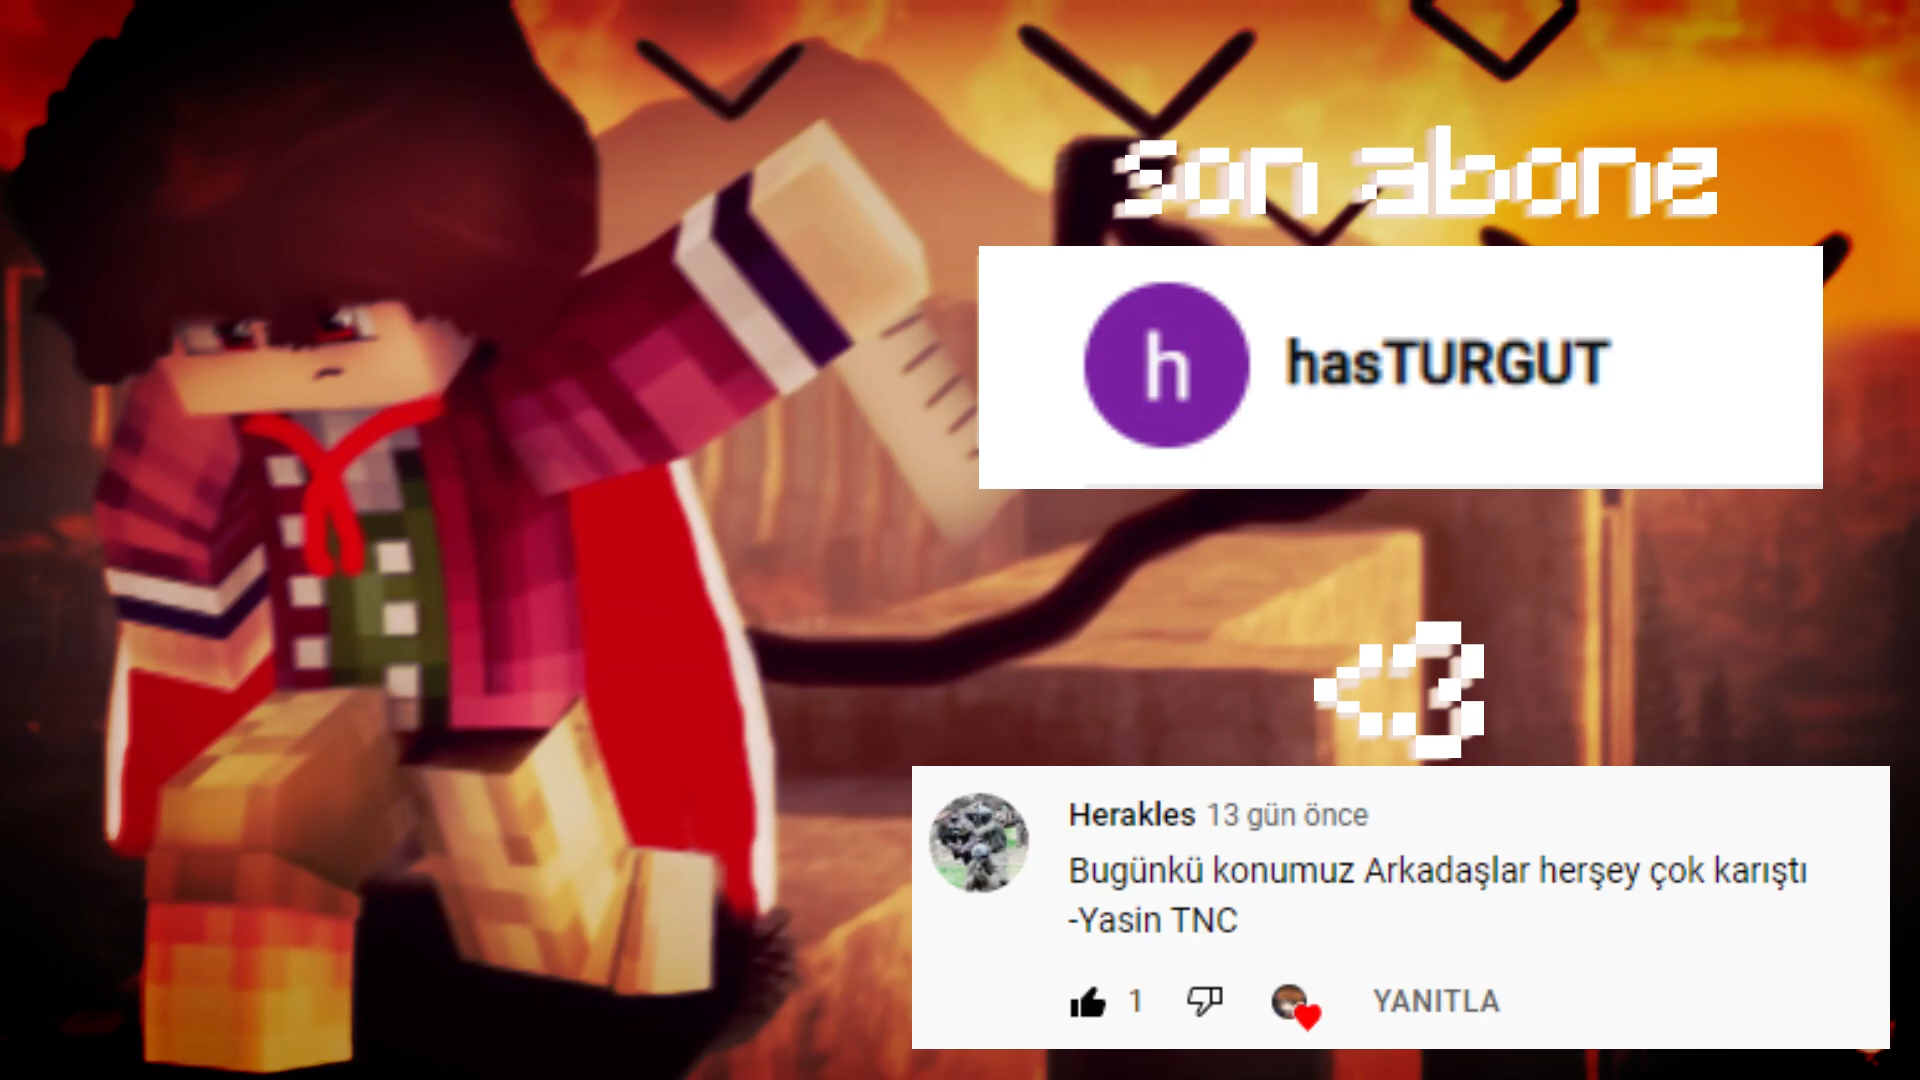 son abone
h
hasTURGUT
<3
Herakles 13 gün önce
Bugünkü konumuz Arkadaşlar herşey çok karıştı
-Yasin TNC
1
YANITLA